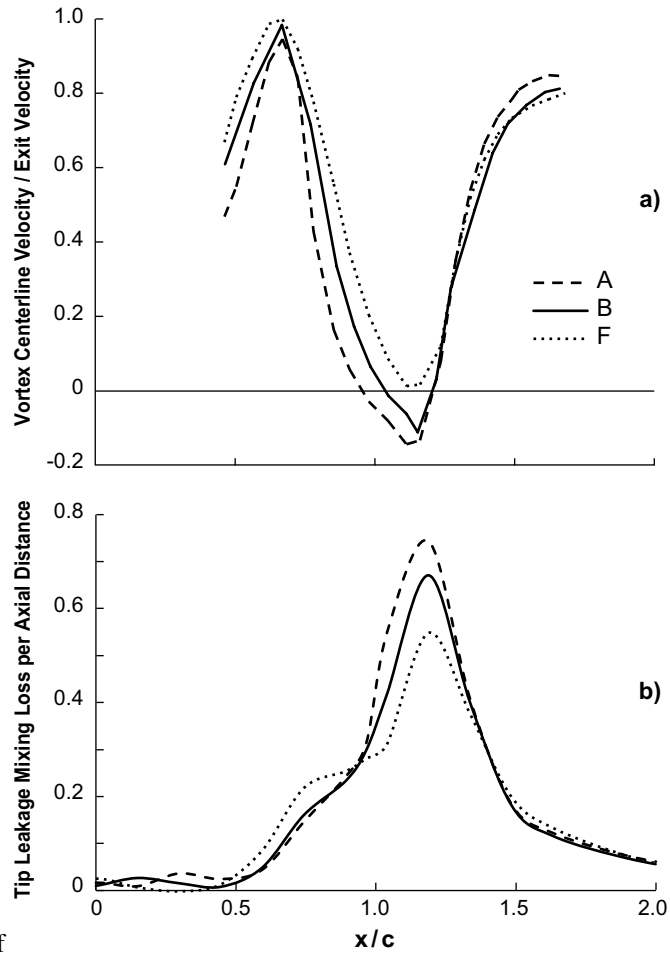 Vortex Centerline Velocity / Exit Velocity
1.0
0.8
0.6
0.4
0.2
0
-0.2
a)
A
B
F
Tip Leakage Mixing Loss per Axial Distance
0.8
0.6
0.4
0.2
0
b)
0 0.5 1.0 1.5 2.0
x/c
f